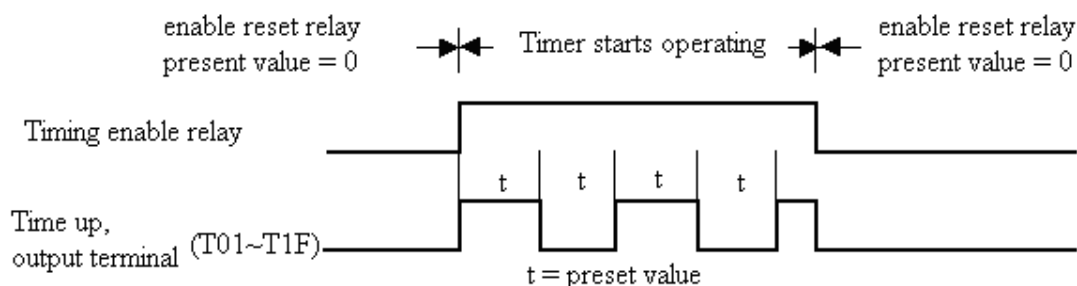 enable reset relay
present value = 0
Timer starts operating
enable reset relay
present value = 0
Timing enable relay
t t t t
Time up,
output terminal (T01~T1F)
t = preset value